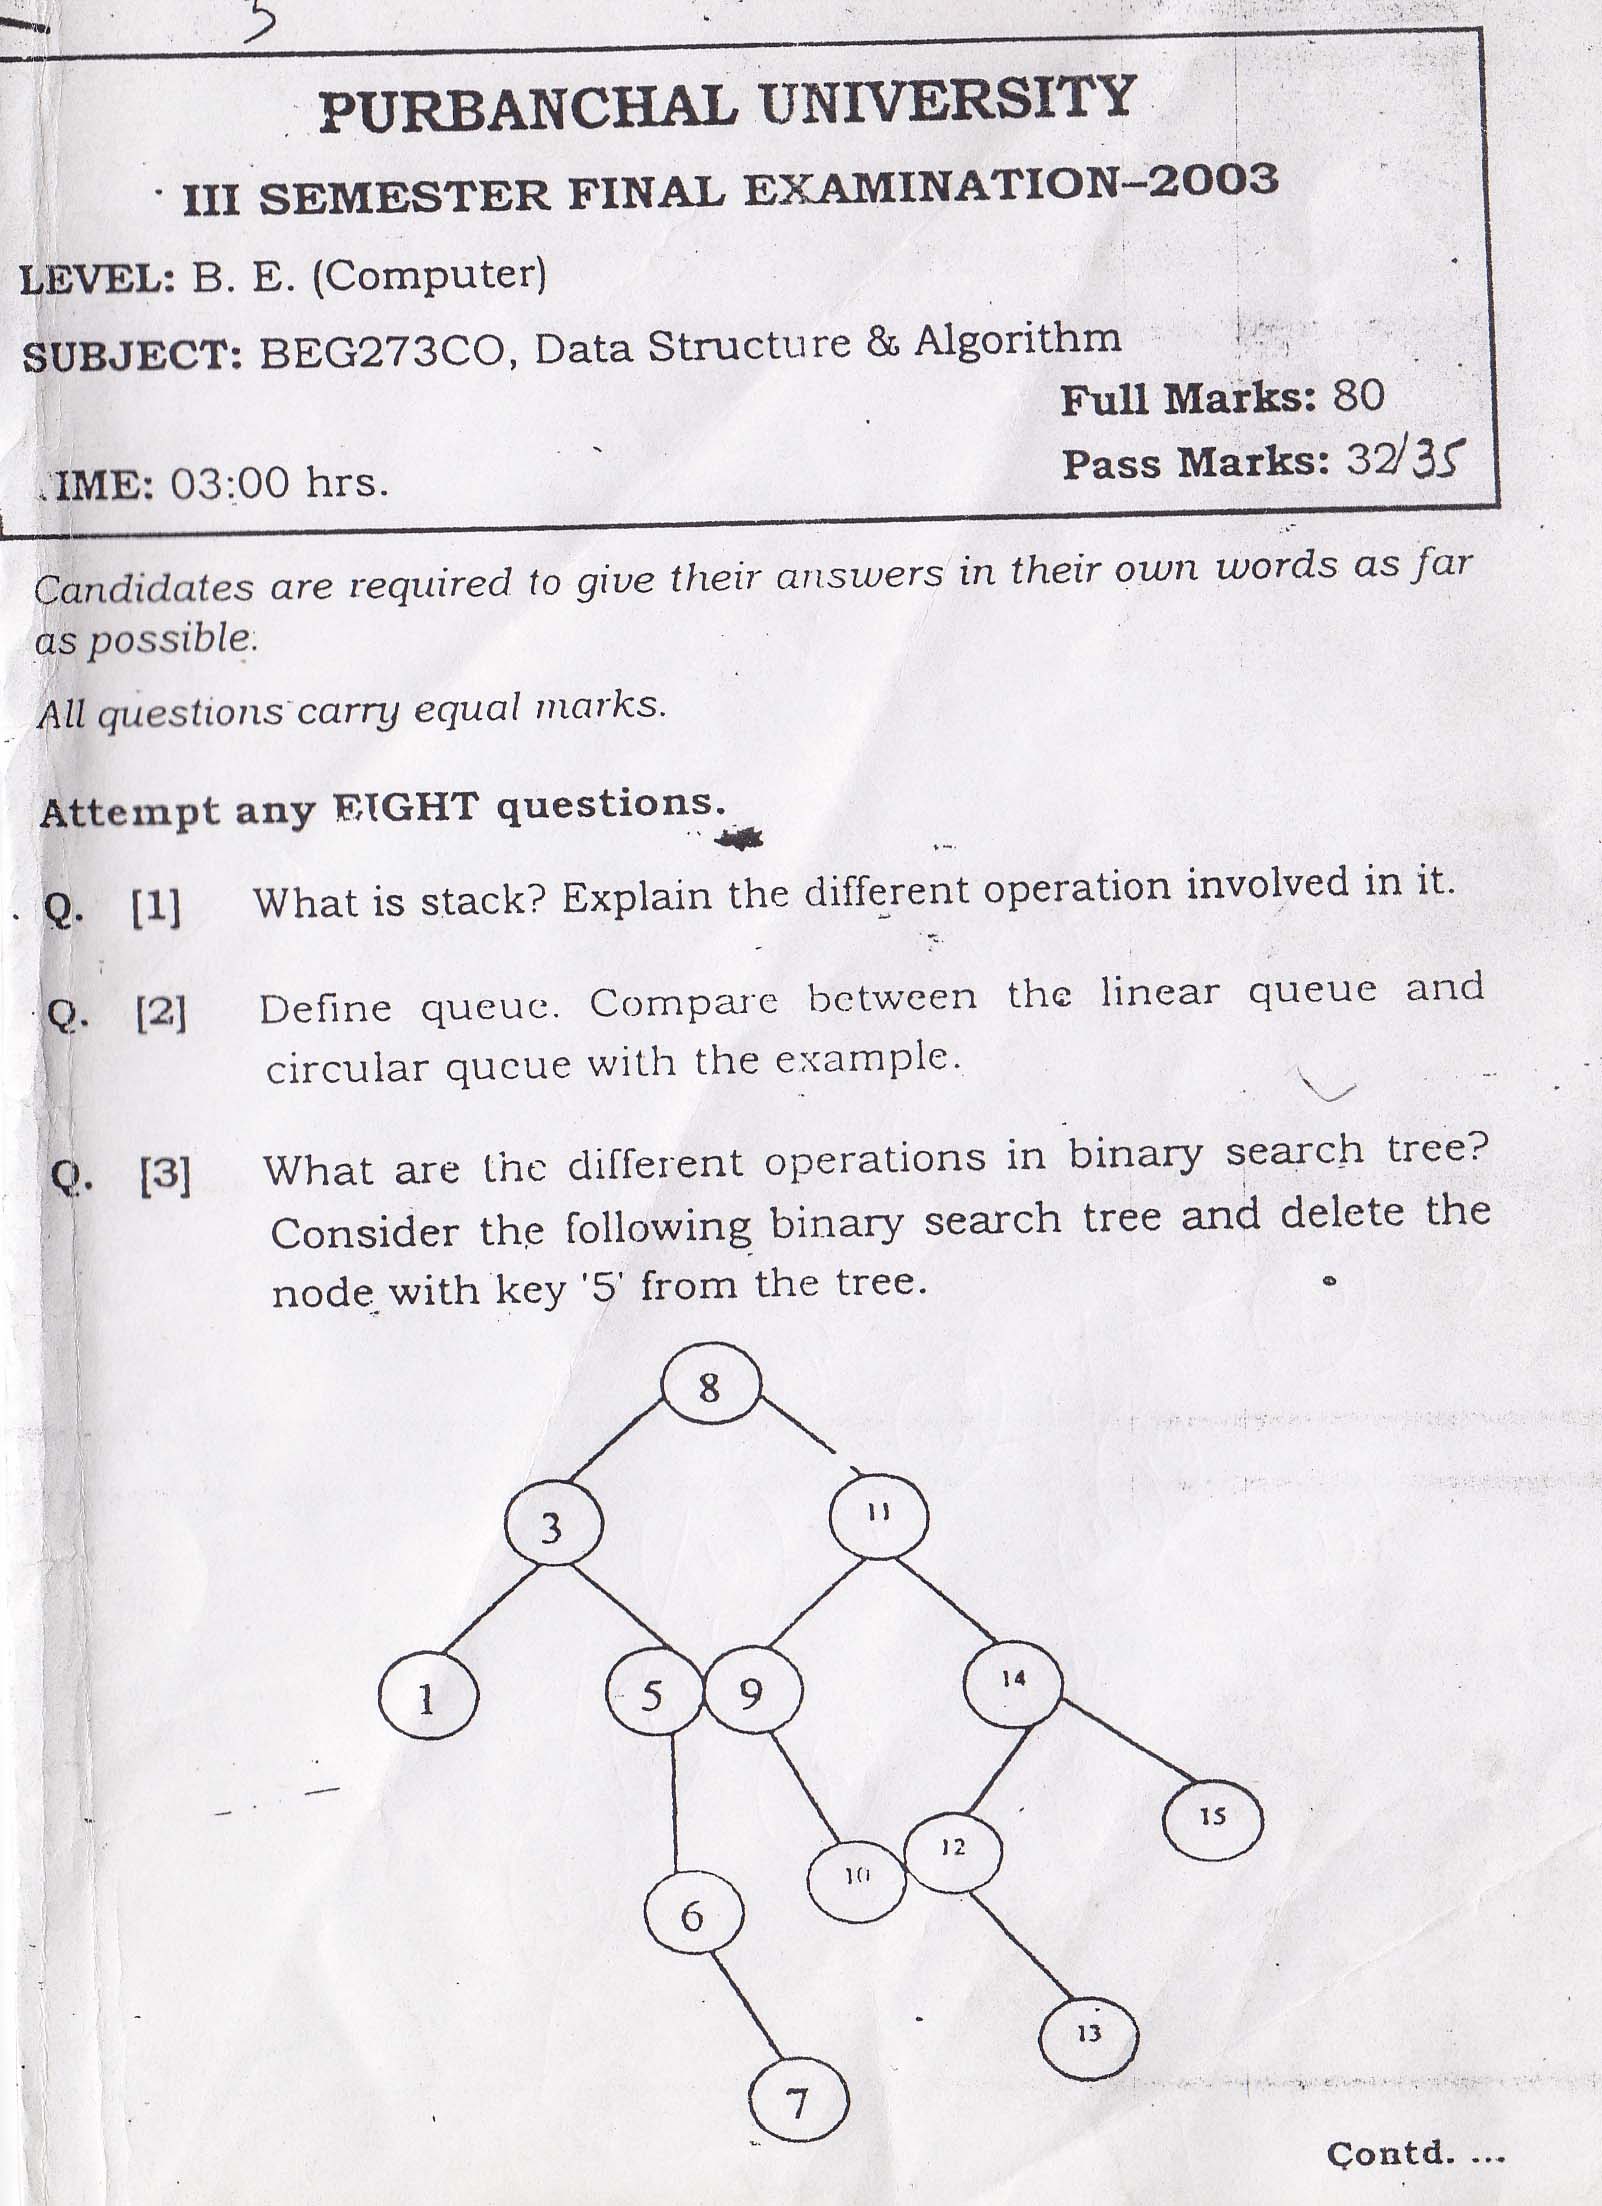 5
PURBANCHAL UNIVERSITY
III SEMESTER FINAL EXAMINATION–2003
LEVEL: B. E. (Computer)
SUBJECT: BEG273CO, Data Structure & Algorithm
Full Marks: 80
Pass Marks: 32/35
IME: 03:00 hrs.
Candidates are required to give their answers in their own words as far
as possible.
All questions carry equal marks.
Attempt any EIGHT questions.
Q. [1] What is stack? Explain the different operation involved in it.
Q. [2] Define queue. Compare between the linear queue and
circular queue with the example.
Q. [3] What are the different operations in binary search tree?
Consider the following binary search tree and delete the
node with key '5' from the tree.
8
3 11
1 5 9 14
6 10 12 15
7 13
Contd. ...